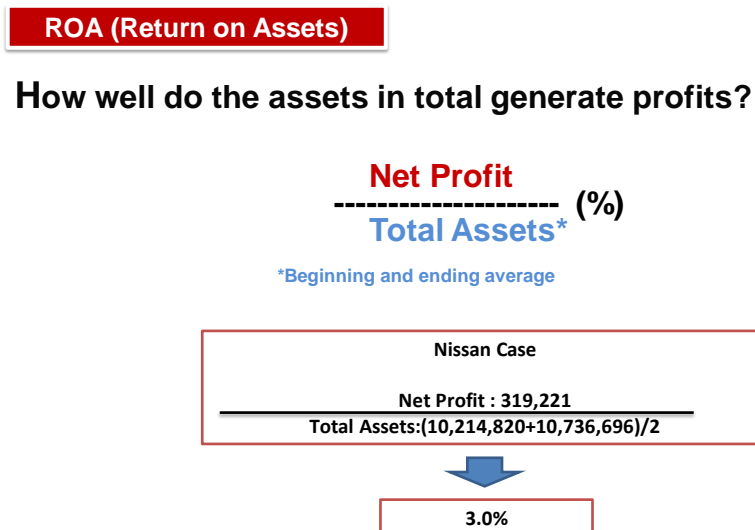 ROA (Return on Assets)
How well do the assets in total generate profits?
Net Profit
--------------------- (%)
Total Assets*
*Beginning and ending average
Nissan Case
Net Profit : 319,221
Total Assets:(10,214,820+10,736,696)/2
3.0%